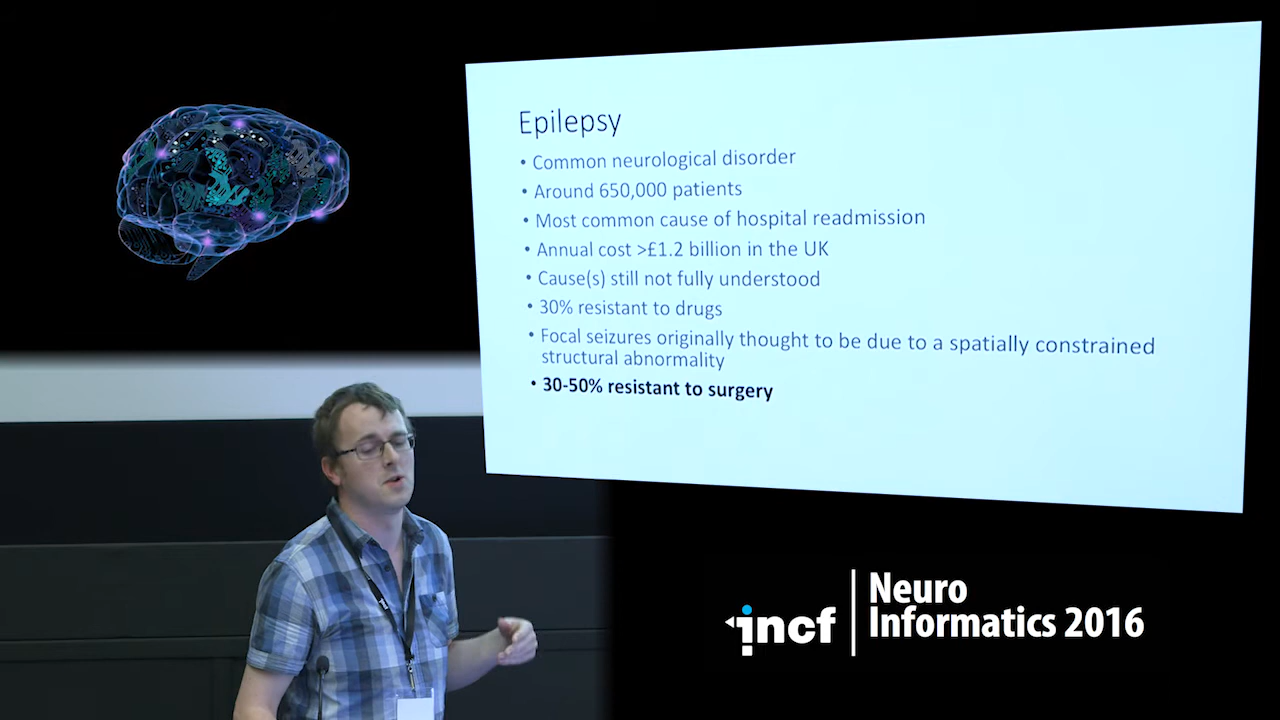 Epilepsy
• Common neurological disorder
• Around 650,000 patients
• Most common cause of hospital readmission
• Annual cost >£1.2 billion in the UK
• Cause(s) still not fully understood
• 30% resistant to drugs
• Focal seizures originally thought to be due to a spatially constrained
structural abnormality
• 30-50% resistant to surgery
incf
Neuro
Informatics 2016